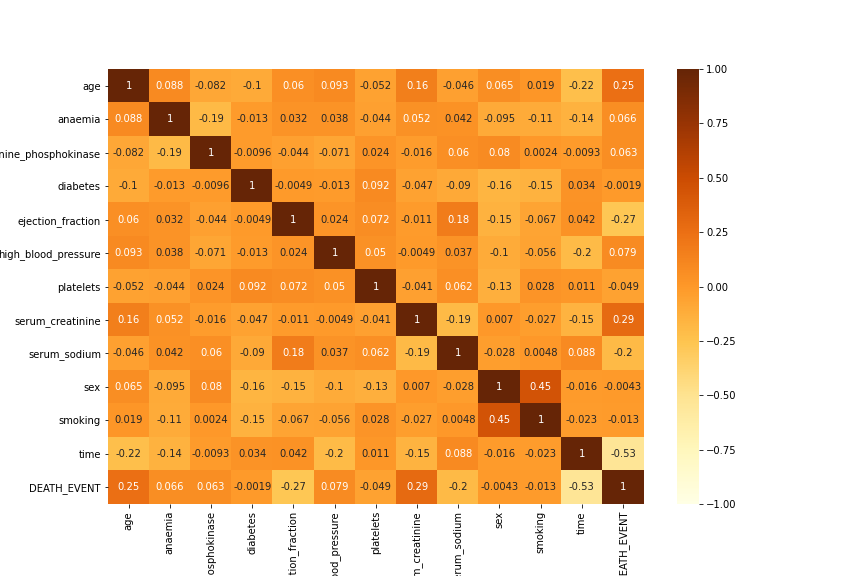 age 1 0.088 -0.082 -0.1 0.06 0.093 -0.052 0.16 -0.046 0.065 0.019 -0.22 0.25
anaemia 0.088 1 -0.19 -0.013 0.032 0.038 -0.044 0.052 0.042 -0.095 -0.11 -0.14 0.066
nine_phosphokinase -0.082 -0.19 1 -0.0096 -0.044 -0.071 0.024 -0.016 0.06 0.08 0.0024 -0.0093 0.063
diabetes -0.1 -0.013 -0.0096 1 -0.0049 -0.013 0.092 -0.047 -0.09 -0.16 -0.15 0.034 -0.0019
ejection_fraction 0.06 0.032 -0.044 -0.0049 1 0.024 0.072 -0.011 0.18 -0.15 -0.067 0.042 -0.27
high_blood_pressure 0.093 0.038 -0.071 -0.013 0.024 1 0.05 -0.0049 0.037 -0.1 -0.056 -0.2 0.079
platelets -0.052 -0.044 0.024 0.092 0.072 0.05 1 -0.041 0.062 -0.13 0.028 0.011 -0.049
serum_creatinine 0.16 0.052 -0.016 -0.047 -0.011 -0.0049 -0.041 1 -0.19 0.007 -0.027 -0.15 0.29
serum_sodium -0.046 0.042 0.06 -0.09 0.18 0.037 0.062 -0.19 1 -0.028 0.0048 0.088 -0.2
sex 0.065 -0.095 0.08 -0.16 -0.15 -0.1 -0.13 0.007 -0.028 1 0.45 -0.016 -0.0043
smoking 0.019 -0.11 0.0024 -0.15 -0.067 -0.056 0.028 -0.027 0.0048 0.45 1 -0.023 -0.013
time -0.22 -0.14 -0.0093 0.034 0.042 -0.2 0.011 -0.15 0.088 -0.016 -0.023 1 -0.53
DEATH_EVENT 0.25 0.066 0.063 -0.0019 -0.27 0.079 -0.049 0.29 -0.2 -0.0043 -0.013 -0.53 1
age
anaemia
osphokinase
diabetes
tion_fraction
ood_pressure
platelets
m_creatinine
erum_sodium
sex
smoking
time
EATH_EVENT
1.00
0.75
0.50
0.25
0.00
-0.25
-0.50
-0.75
-1.00